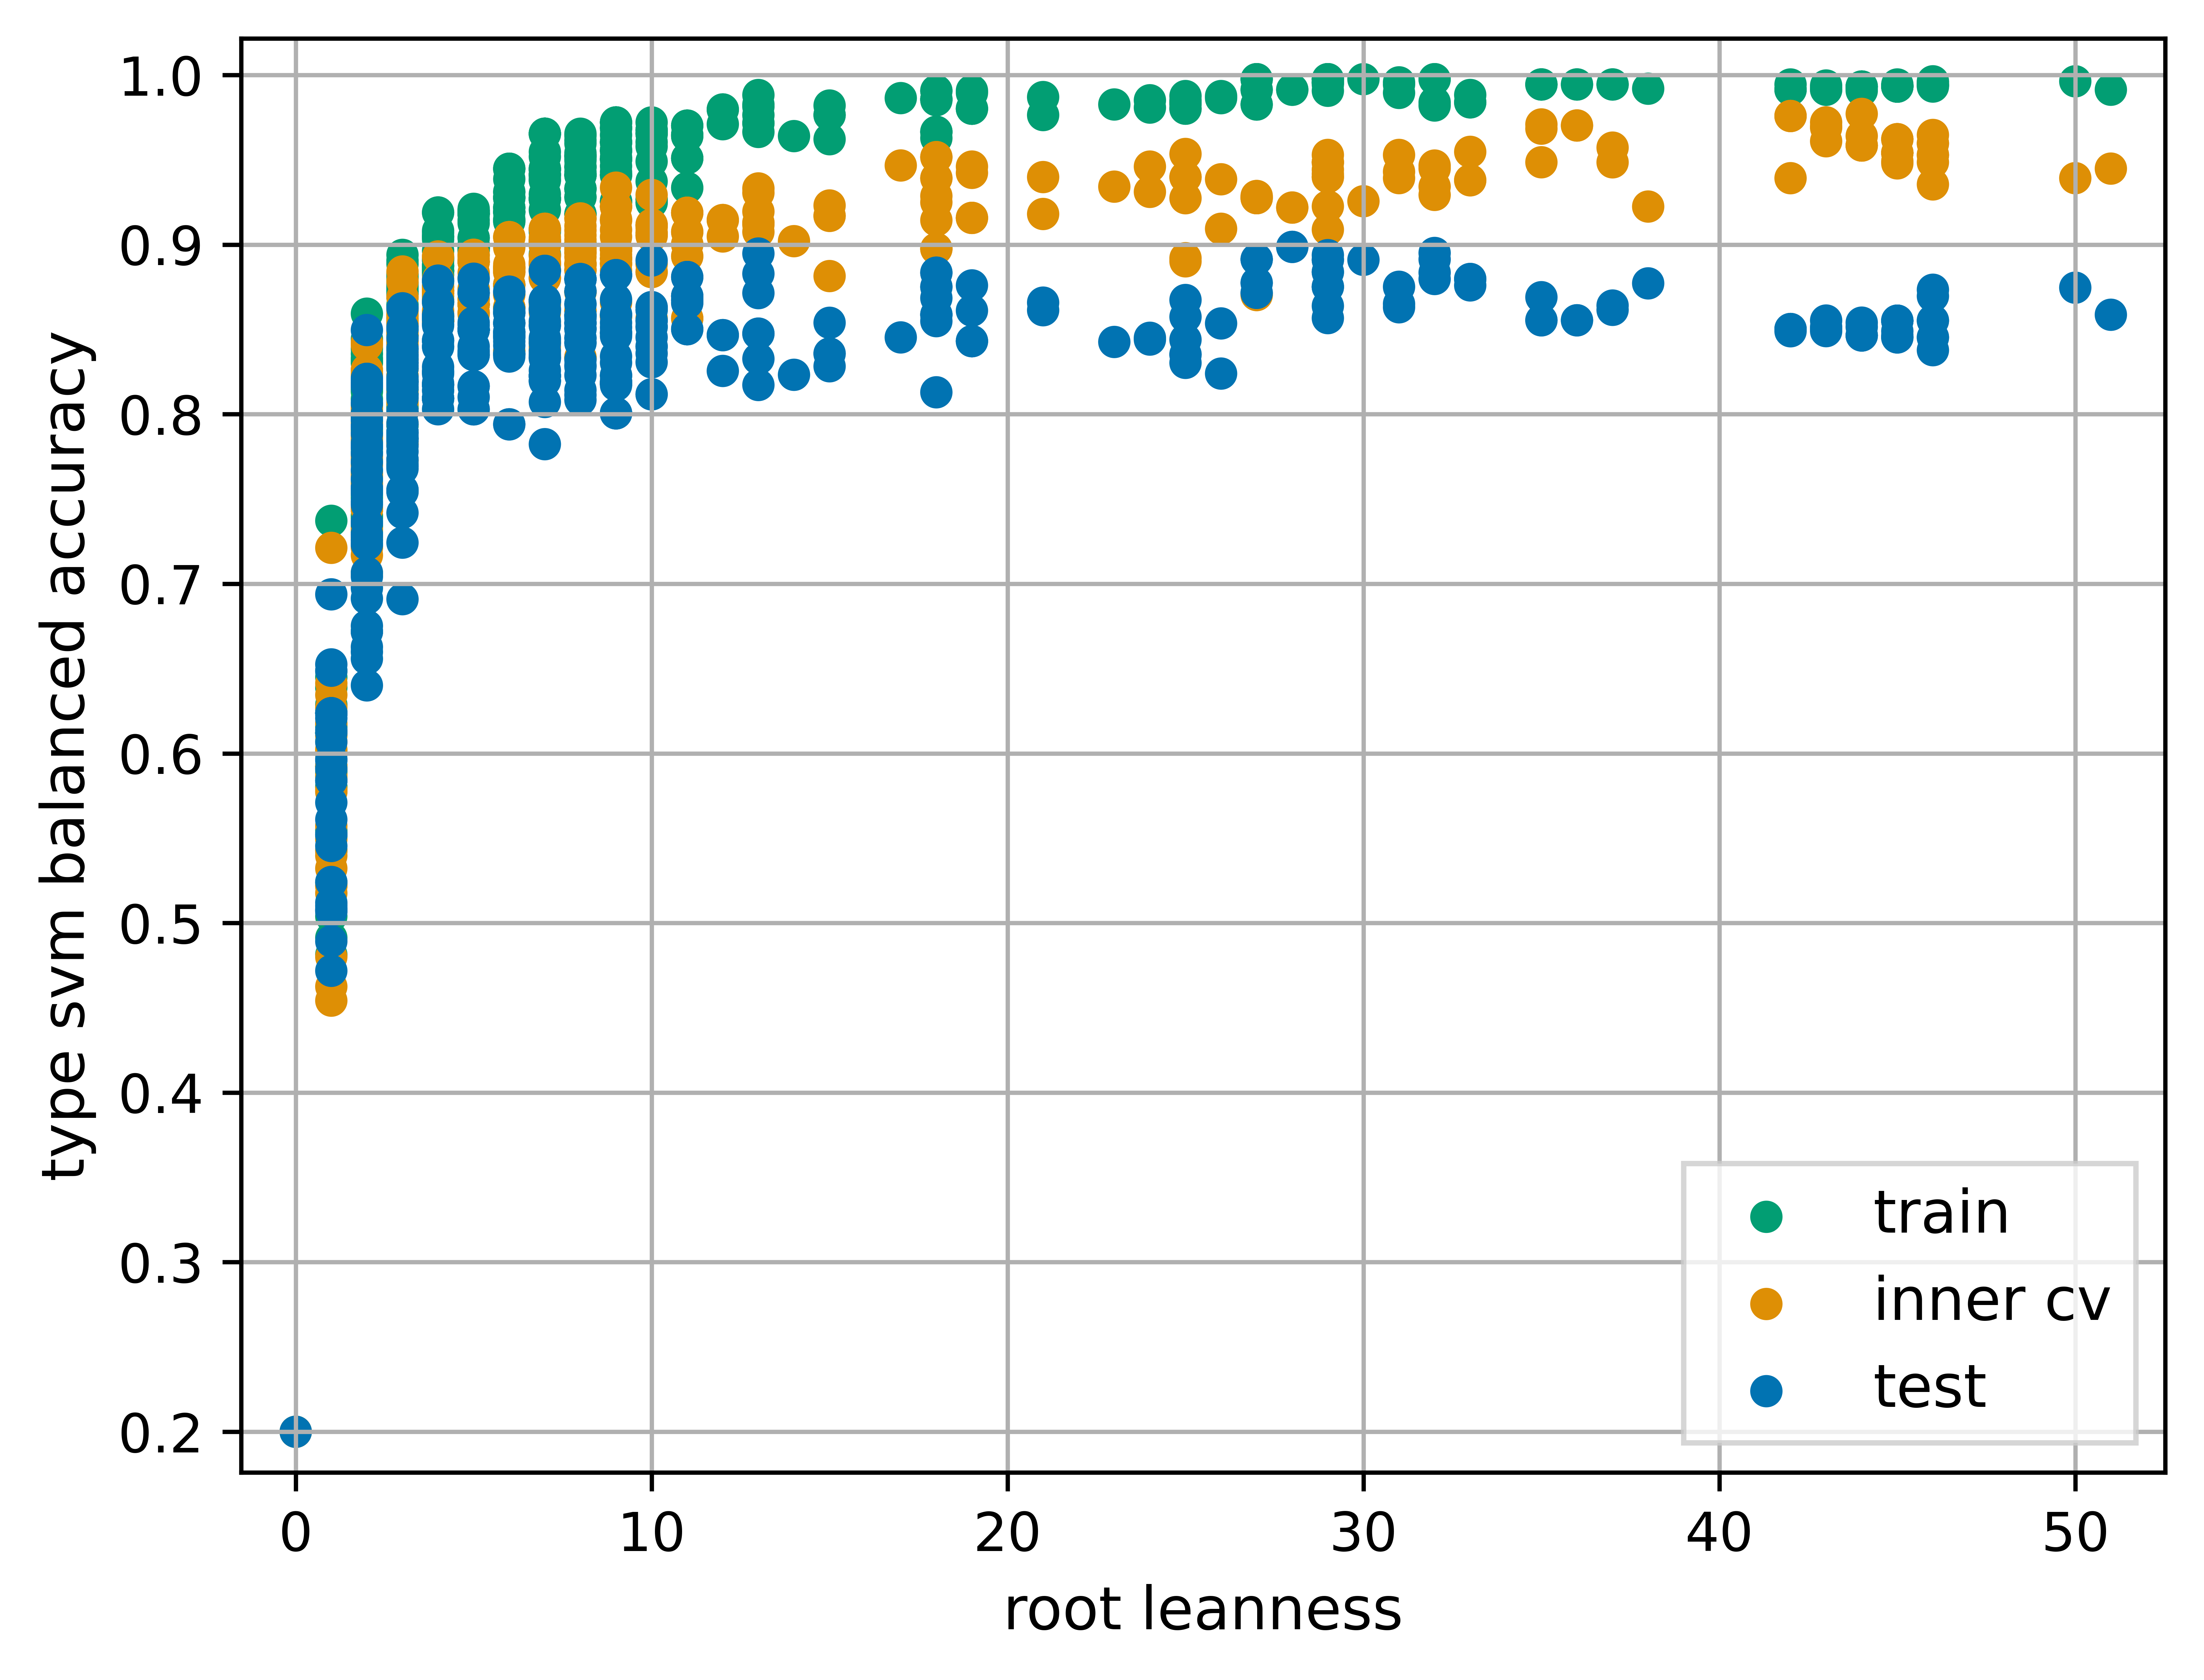 1.0
0.9
0.8
0.7
0.6
0.5
0.4
0.3
0.2
type svm balanced accuracy
train
inner cv
test
0 10 20 30 40 50
root leanness